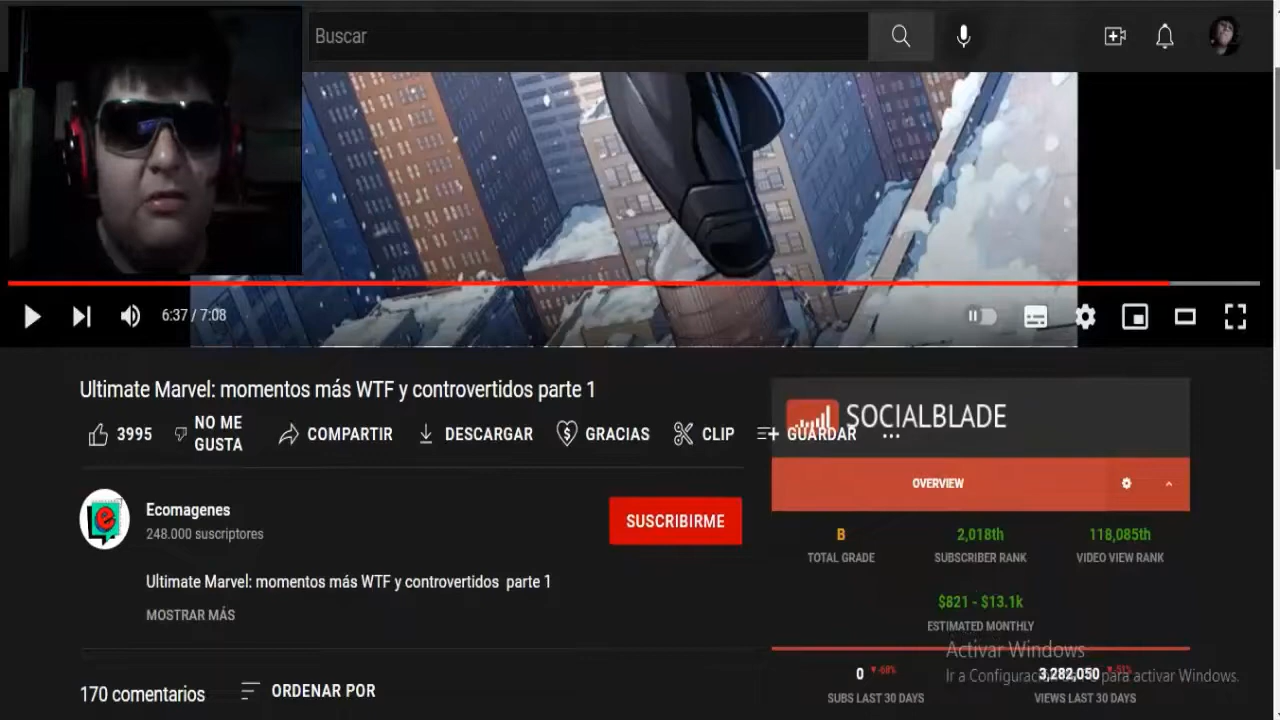 Buscar
6:37 / 7:08
Ultimate Marvel: momentos más WTF y controvertidos parte 1
3995
NO ME GUSTA
COMPARTIR
DESCARGAR
GRACIAS
CLIP
GUARDAR
Ecomagenes
248.000 suscriptores
SUSCRIBIRME
Ultimate Marvel: momentos más WTF y controvertidos parte 1
MOSTRAR MÁS
170 comentarios
ORDENAR POR
SOCIALBLADE
OVERVIEW
B
2,018th
118,085th
TOTAL GRADE
SUBSCRIBER RANK
VIDEO VIEW RANK
$821 - $13.1k
ESTIMATED MONTHLY
Activar Windows
0 -68%
3,282,050 -51%
Ir a Configuración de PC para activar Windows.
SUBS LAST 30 DAYS
VIEWS LAST 30 DAYS